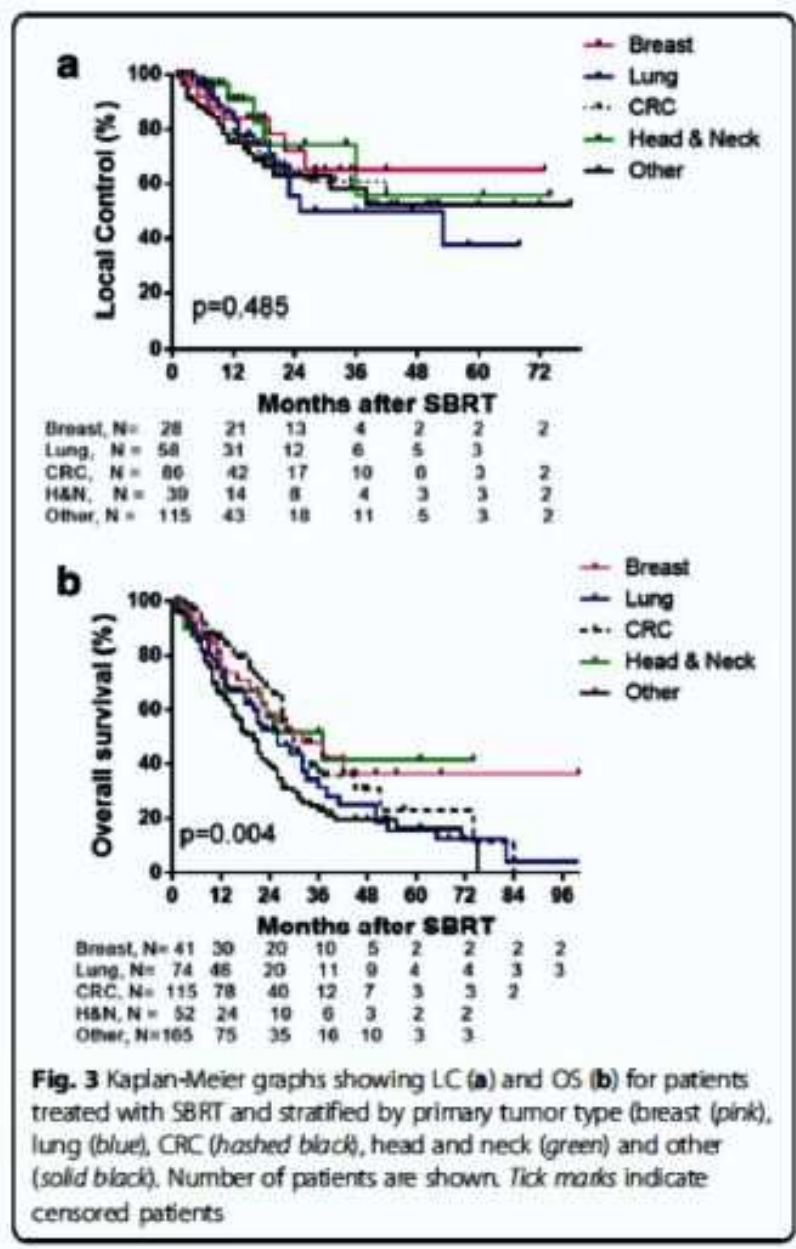 a
Breast
Lung
CRC
Head & Neck
Other
Local Control (%)
100
80
60
40
20
0
p=0.485
0 12 24 36 48 60 72
Months after SBRT
Breast, N= 28 21 13 4 2 2 2
Lung, N = 58 31 12 6 5 3
CRC, N = 86 42 17 10 6 3 2
H&N, N = 39 14 8 4 3 3 2
Other, N = 115 43 18 11 5 3 2
b
Breast
Lung
CRC
Head & Neck
Other
Overall survival (%)
100
80
60
40
20
0
p=0.004
0 12 24 36 48 60 72 84 96
Months after SBRT
Breast, N= 41 30 20 10 5 2 2 2 2
Lung, N= 74 46 20 11 9 4 4 3 3
CRC, N= 115 78 40 12 7 3 3 2
H&N, N = 52 24 10 6 3 2 2
Other, N=165 75 35 16 10 3 3
Fig. 3 Kaplan-Meier graphs showing LC (a) and OS (b) for patients
treated with SBRT and stratified by primary tumor type (breast (pink),
lung (blue), CRC (hashed black), head and neck (green) and other
(solid black). Number of patients are shown. Tick marks indicate
censored patients